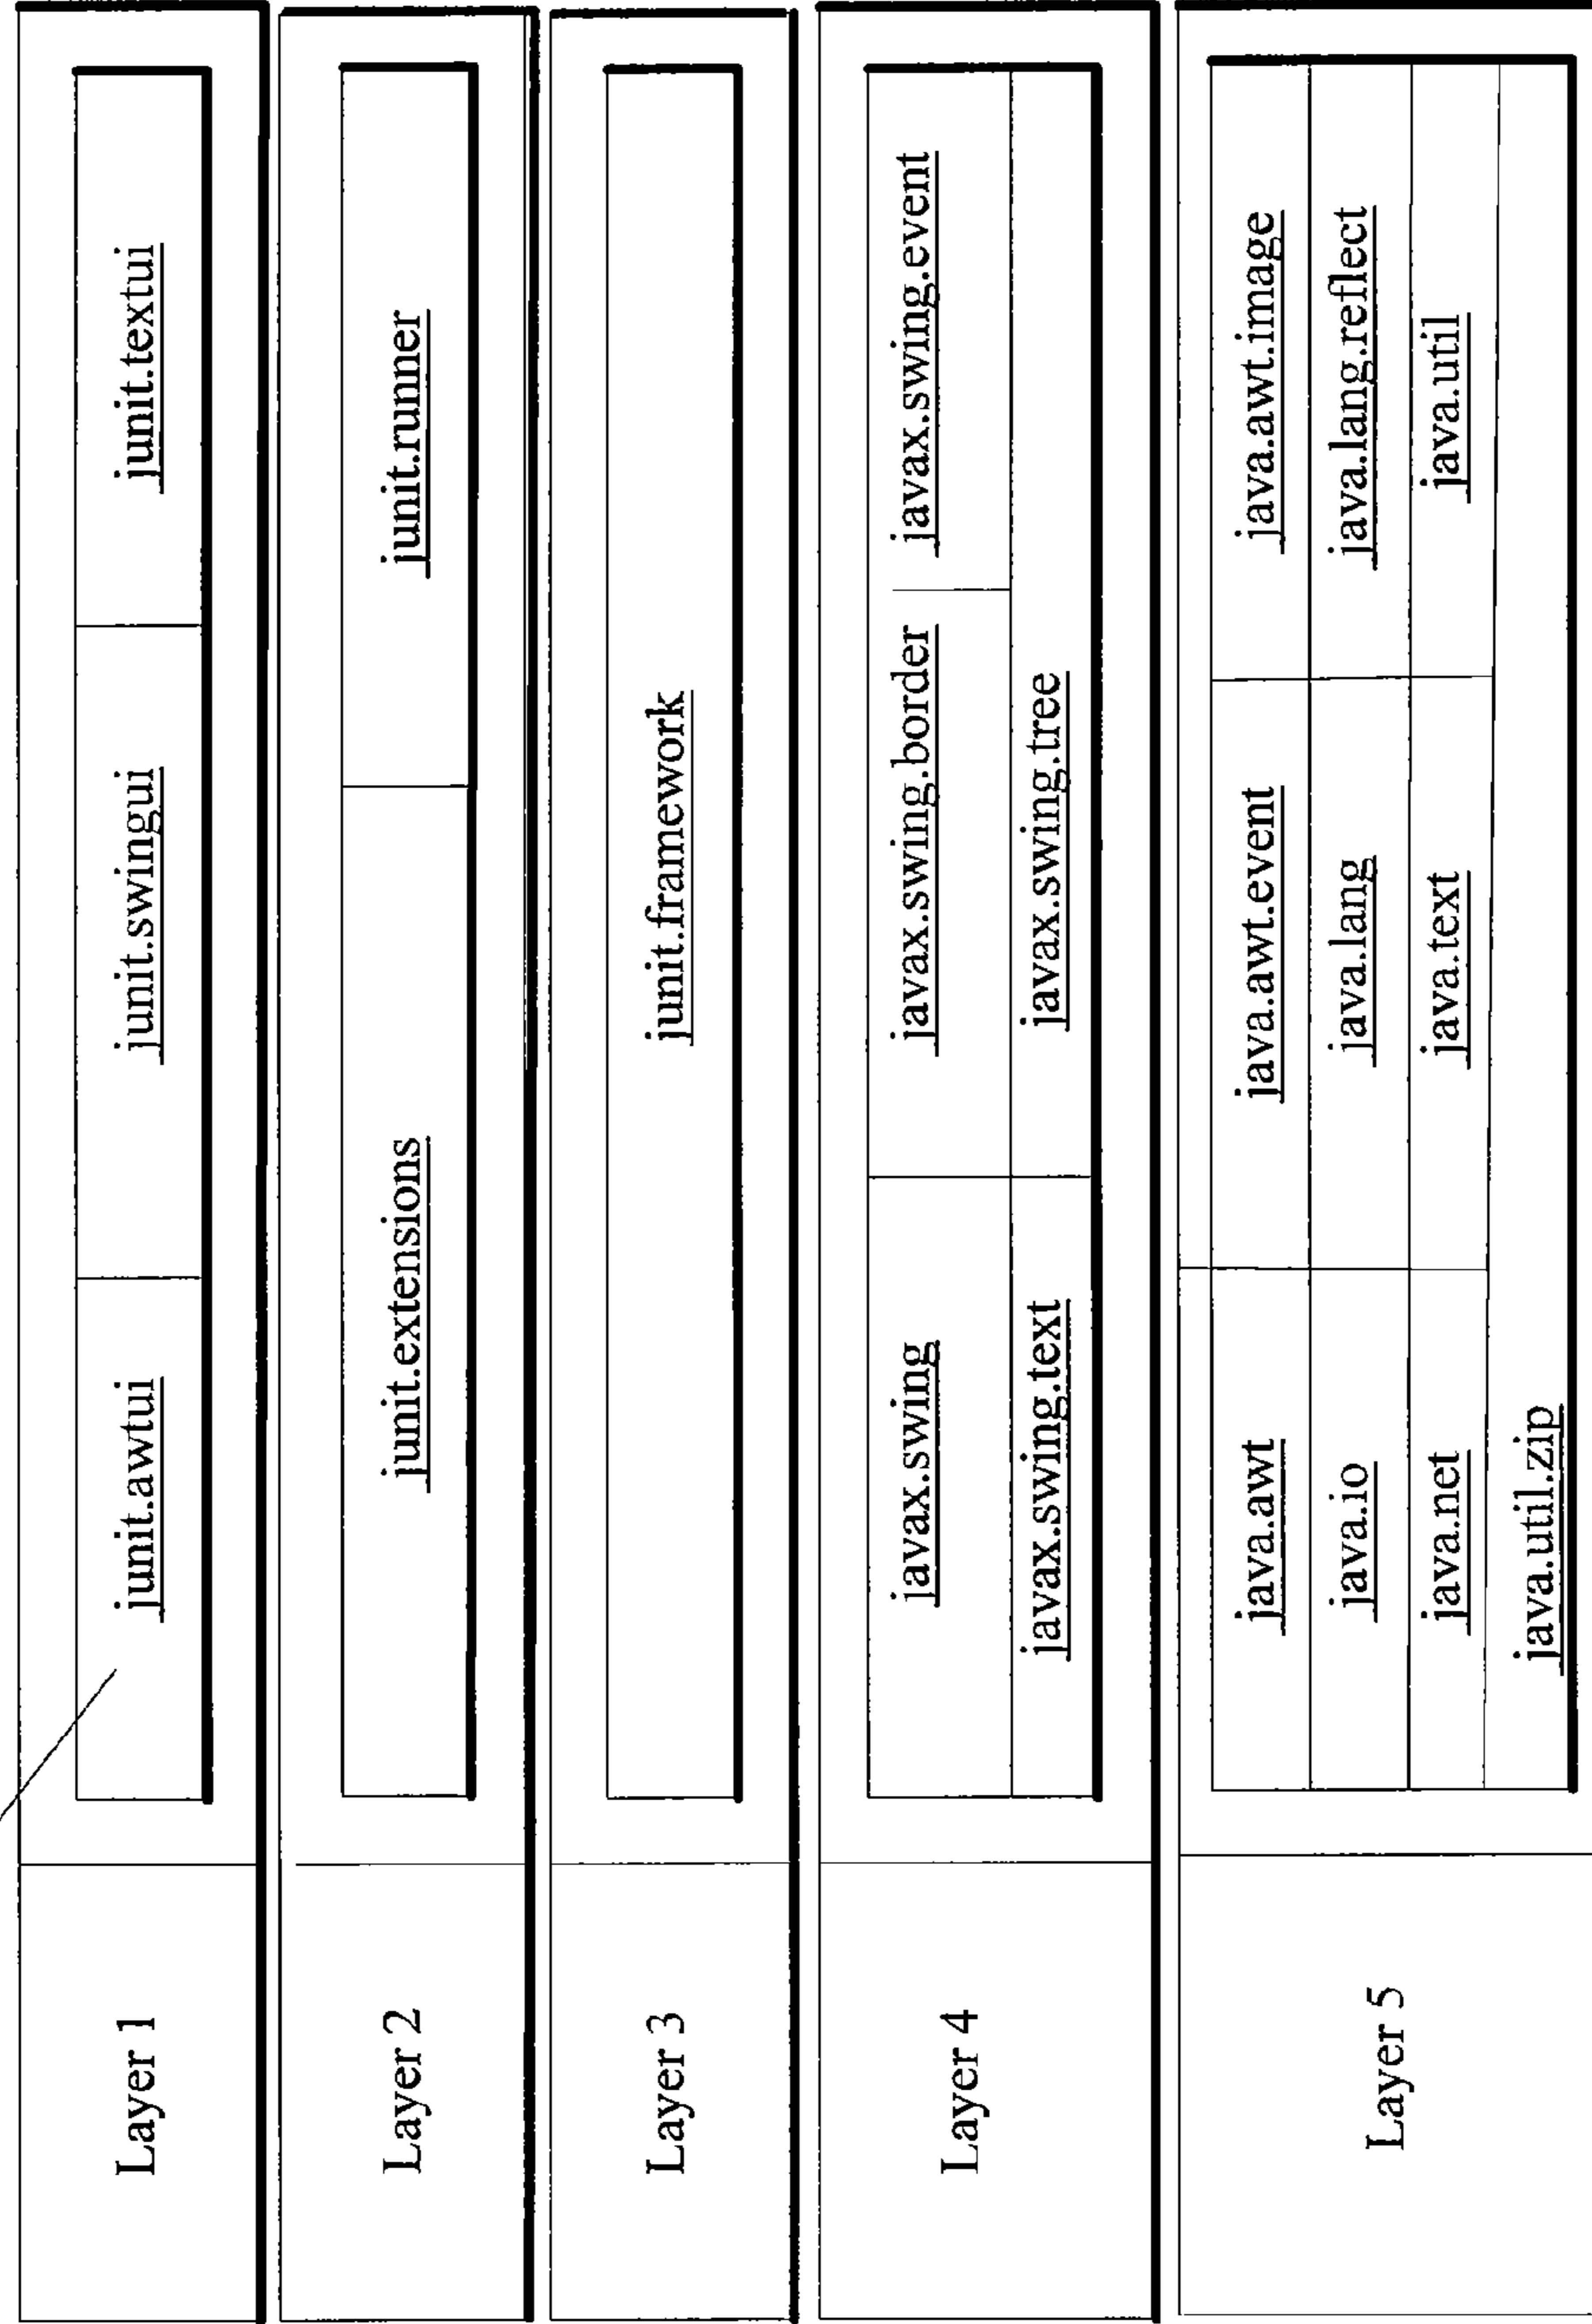 Layer 1
junit.awtui junit.swingui junit.textui
Layer 2
junit.extensions junit.runner
Layer 3
junit.framework
Layer 4
javax.swing javax.swing.border javax.swing.event
javax.swing.text javax.swing.tree
Layer 5
java.awt java.awt.event java.awt.image
java.io java.lang java.lang.reflect
java.net java.text java.util
java.util.zip